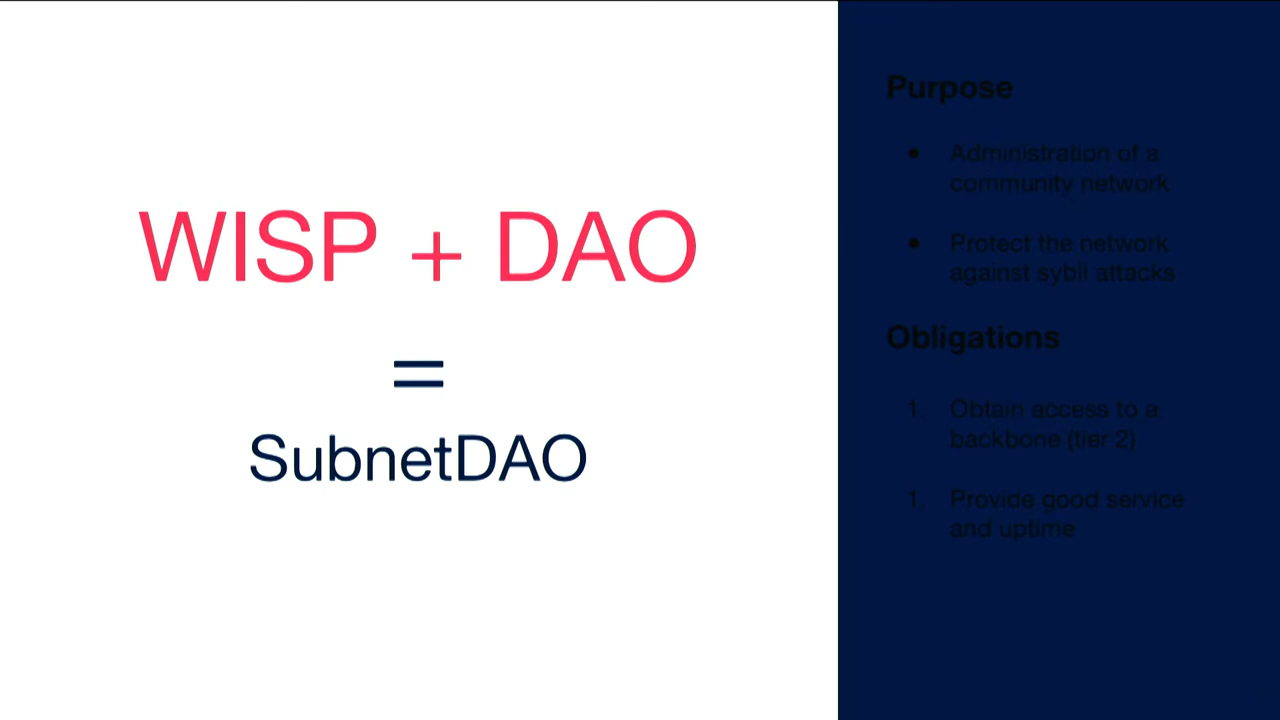 WISP + DAO
=
SubnetDAO
Purpose
● Administration of a
community network
● Protect the network
against sybil attacks
Obligations
1. Obtain access to a
backbone (tier 2)
1. Provide good service
and uptime